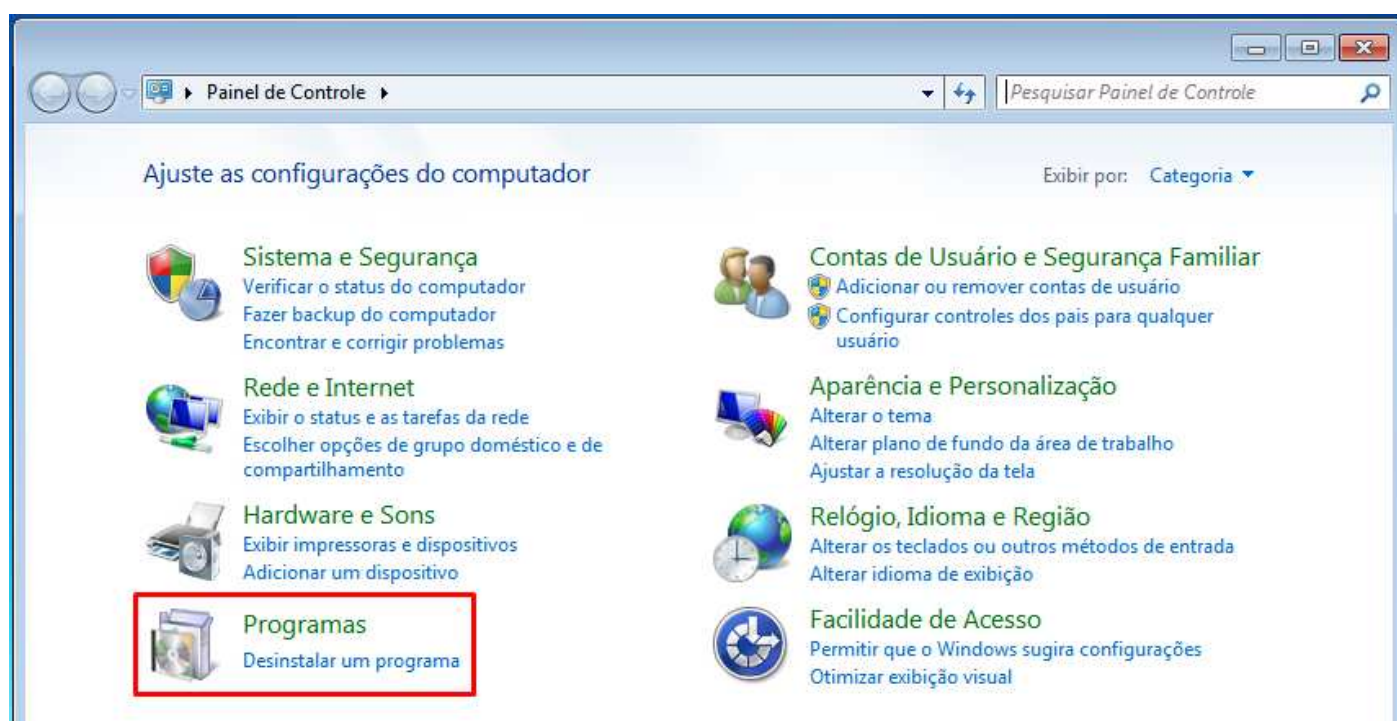 Painel de Controle
Pesquisar Painel de Controle
Ajuste as configurações do computador
Exibir por: Categoria
Sistema e Segurança
Verificar o status do computador
Fazer backup do computador
Encontrar e corrigir problemas
Rede e Internet
Exibir o status e as tarefas da rede
Escolher opções de grupo doméstico e de
compartilhamento
Hardware e Sons
Exibir impressoras e dispositivos
Adicionar um dispositivo
Programas
Desinstalar um programa
Contas de Usuário e Segurança Familiar
Adicionar ou remover contas de usuário
Configurar controles dos pais para qualquer
usuário
Aparência e Personalização
Alterar o tema
Alterar plano de fundo da área de trabalho
Ajustar a resolução da tela
Relógio, Idioma e Região
Alterar os teclados ou outros métodos de entrada
Alterar idioma de exibição
Facilidade de Acesso
Permitir que o Windows sugira configurações
Otimizar exibição visual